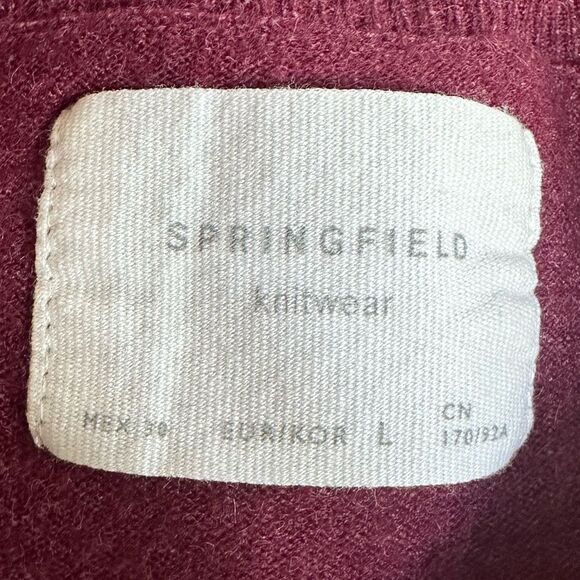 SPRINGFIELD
knitwear
MEX 30 EUR/KOR L CN 170/92A